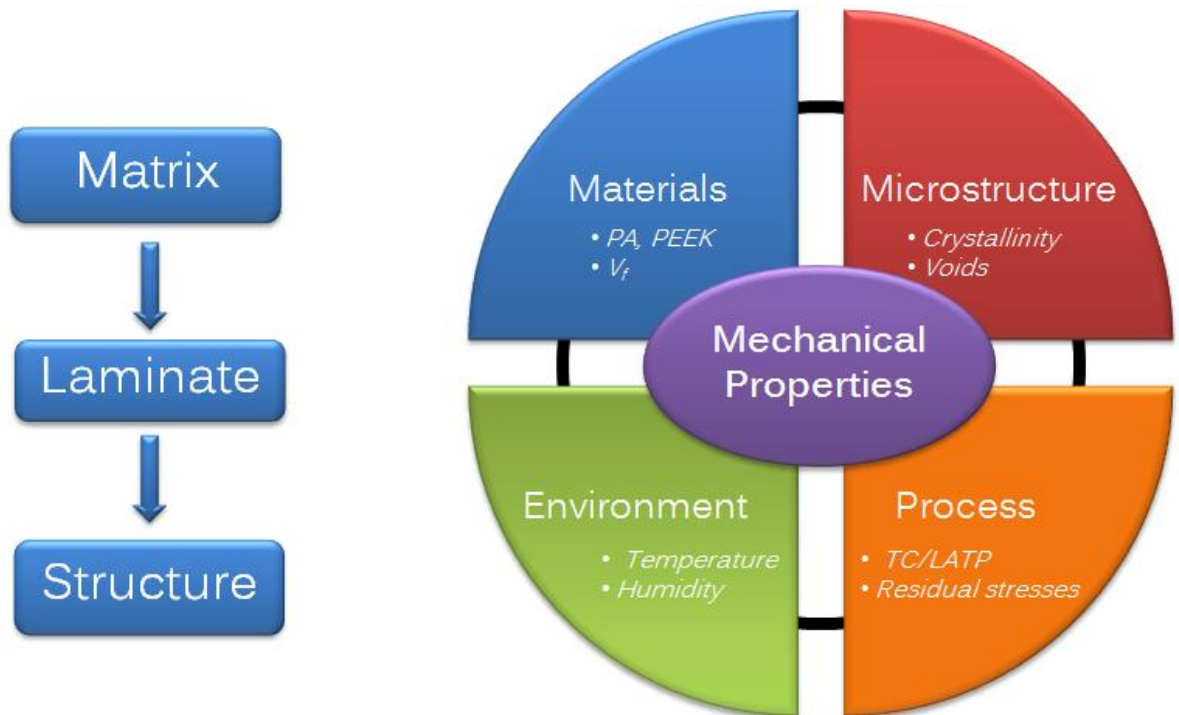 Matrix
Laminate
Structure
Materials
• PA, PEEK
• Vf
Microstructure
• Crystallinity
• Voids
Mechanical
Properties
Environment
• Temperature
• Humidity
Process
• TC/LATP
• Residual stresses